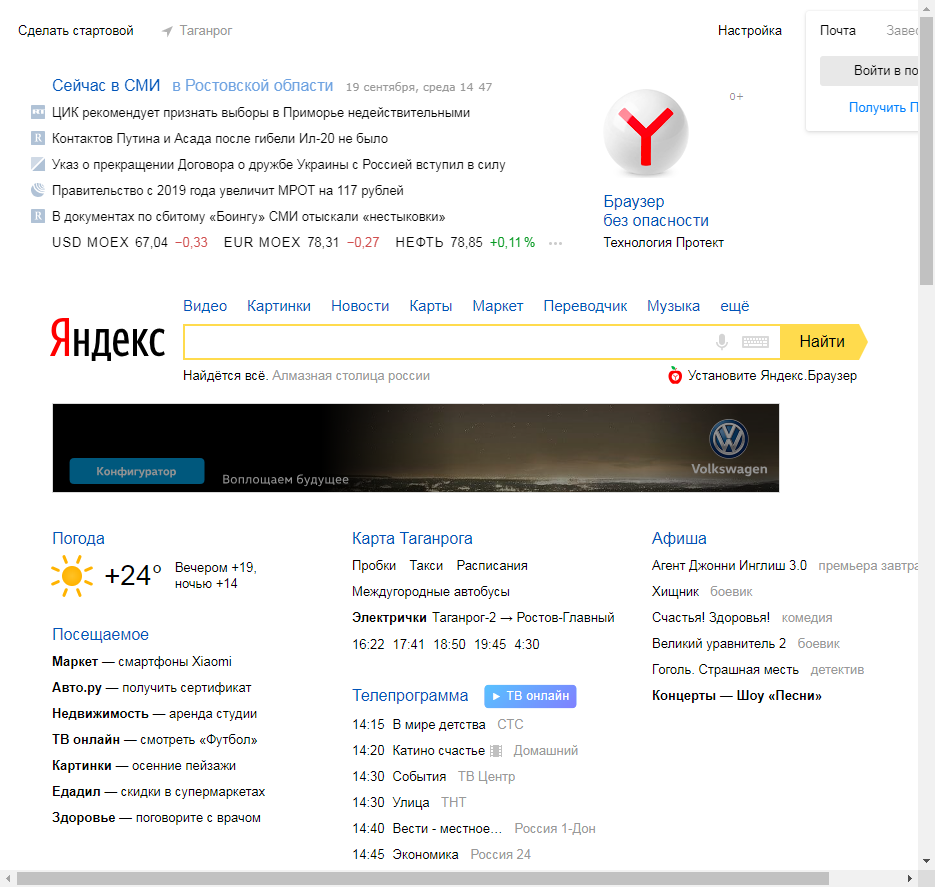 Сделать стартовой Таганрог Настройка Почта
Войти в по
Получить П
Сейчас в СМИ в Ростовской области 19 сентября, среда 14 47
ЦИК рекомендует признать выборы в Приморье недействительными
Контактов Путина и Асада после гибели Ил-20 не было
Указ о прекращении Договора о дружбе Украины с Россией вступил в силу
Правительство с 2019 года увеличит МРОТ на 117 рублей
В документах по сбитому «Боингу» СМИ отыскали «нестыковки»
USD MOEX 67,04 −0,33 EUR MOEX 78,31 −0,27 НЕФТЬ 78,85 +0,11 % ...
0+
Браузер
без опасности
Технология Протект
Видео Картинки Новости Карты Маркет Переводчик Музыка ещё
Яндекс
Найти
Найдётся всё. Алмазная столица россии
Установите Яндекс.Браузер
Конфигуратор
Воплощаем будущее
Volkswagen
Погода
+24°
Вечером +19,
ночью +14
Посещаемое
Маркет — смартфоны Xiaomi
Авто.ру — получить сертификат
Недвижимость — аренда студии
ТВ онлайн — смотреть «Футбол»
Картинки — осенние пейзажи
Едадил — скидки в супермаркетах
Здоровье — поговорите с врачом
Карта Таганрога
Пробки Такси Расписания
Междугородные автобусы
Электрички Таганрог-2 → Ростов-Главный
16:22 17:41 18:50 19:45 4:30
Телепрограмма ТВ онлайн
14:15 В мире детства СТС
14:20 Катино счастье Домашний
14:30 События ТВ Центр
14:30 Улица ТНТ
14:40 Вести - местное... Россия 1-Дон
14:45 Экономика Россия 24
Афиша
Агент Джонни Инглиш 3.0 премьера завтра
Хищник боевик
Счастья! Здоровья! комедия
Великий уравнитель 2 боевик
Гоголь. Страшная месть детектив
Концерты — Шоу «Песни»